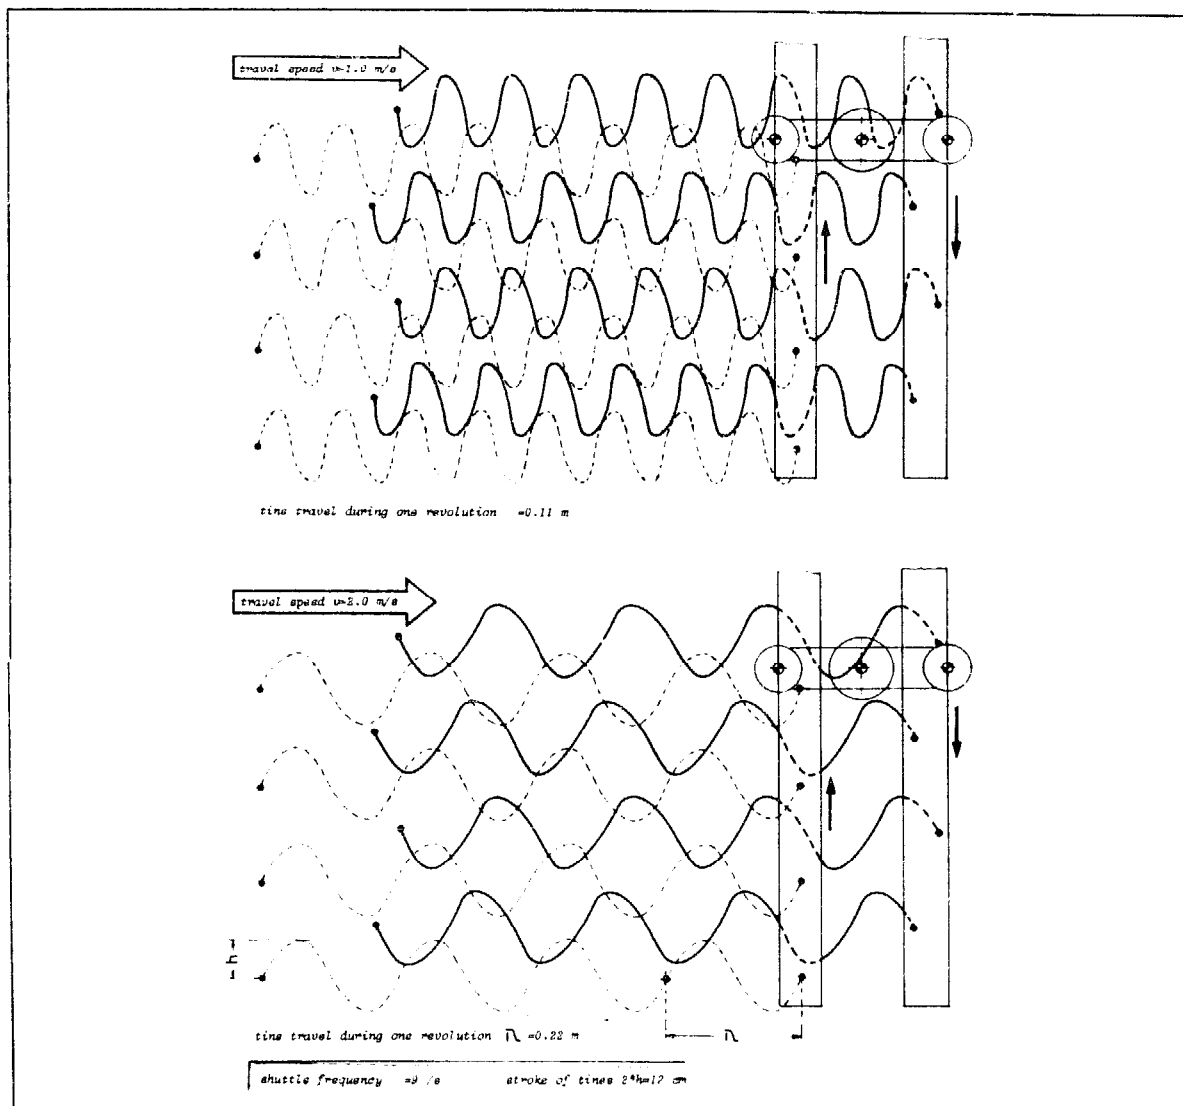 travel speed v=1.0 m/s
tine travel during one revolution =0.11 m
travel speed v=2.0 m/s
h
tine travel during one revolution =0.22 m
shuttle frequency =9 /s stroke of tines 2*h=12 cm